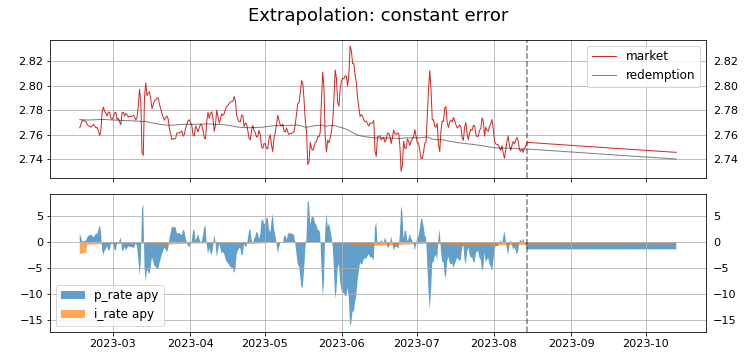 Extrapolation: constant error
2.82 2.82
market
redemption
2.80 2.80
2.78 2.78
2.76 2.76
2.74 2.74
5 5
0 0
−5 −5
−10 −10
p_rate apy
i_rate apy
−15 −15
2023-03 2023-04 2023-05 2023-06 2023-07 2023-08 2023-09 2023-10